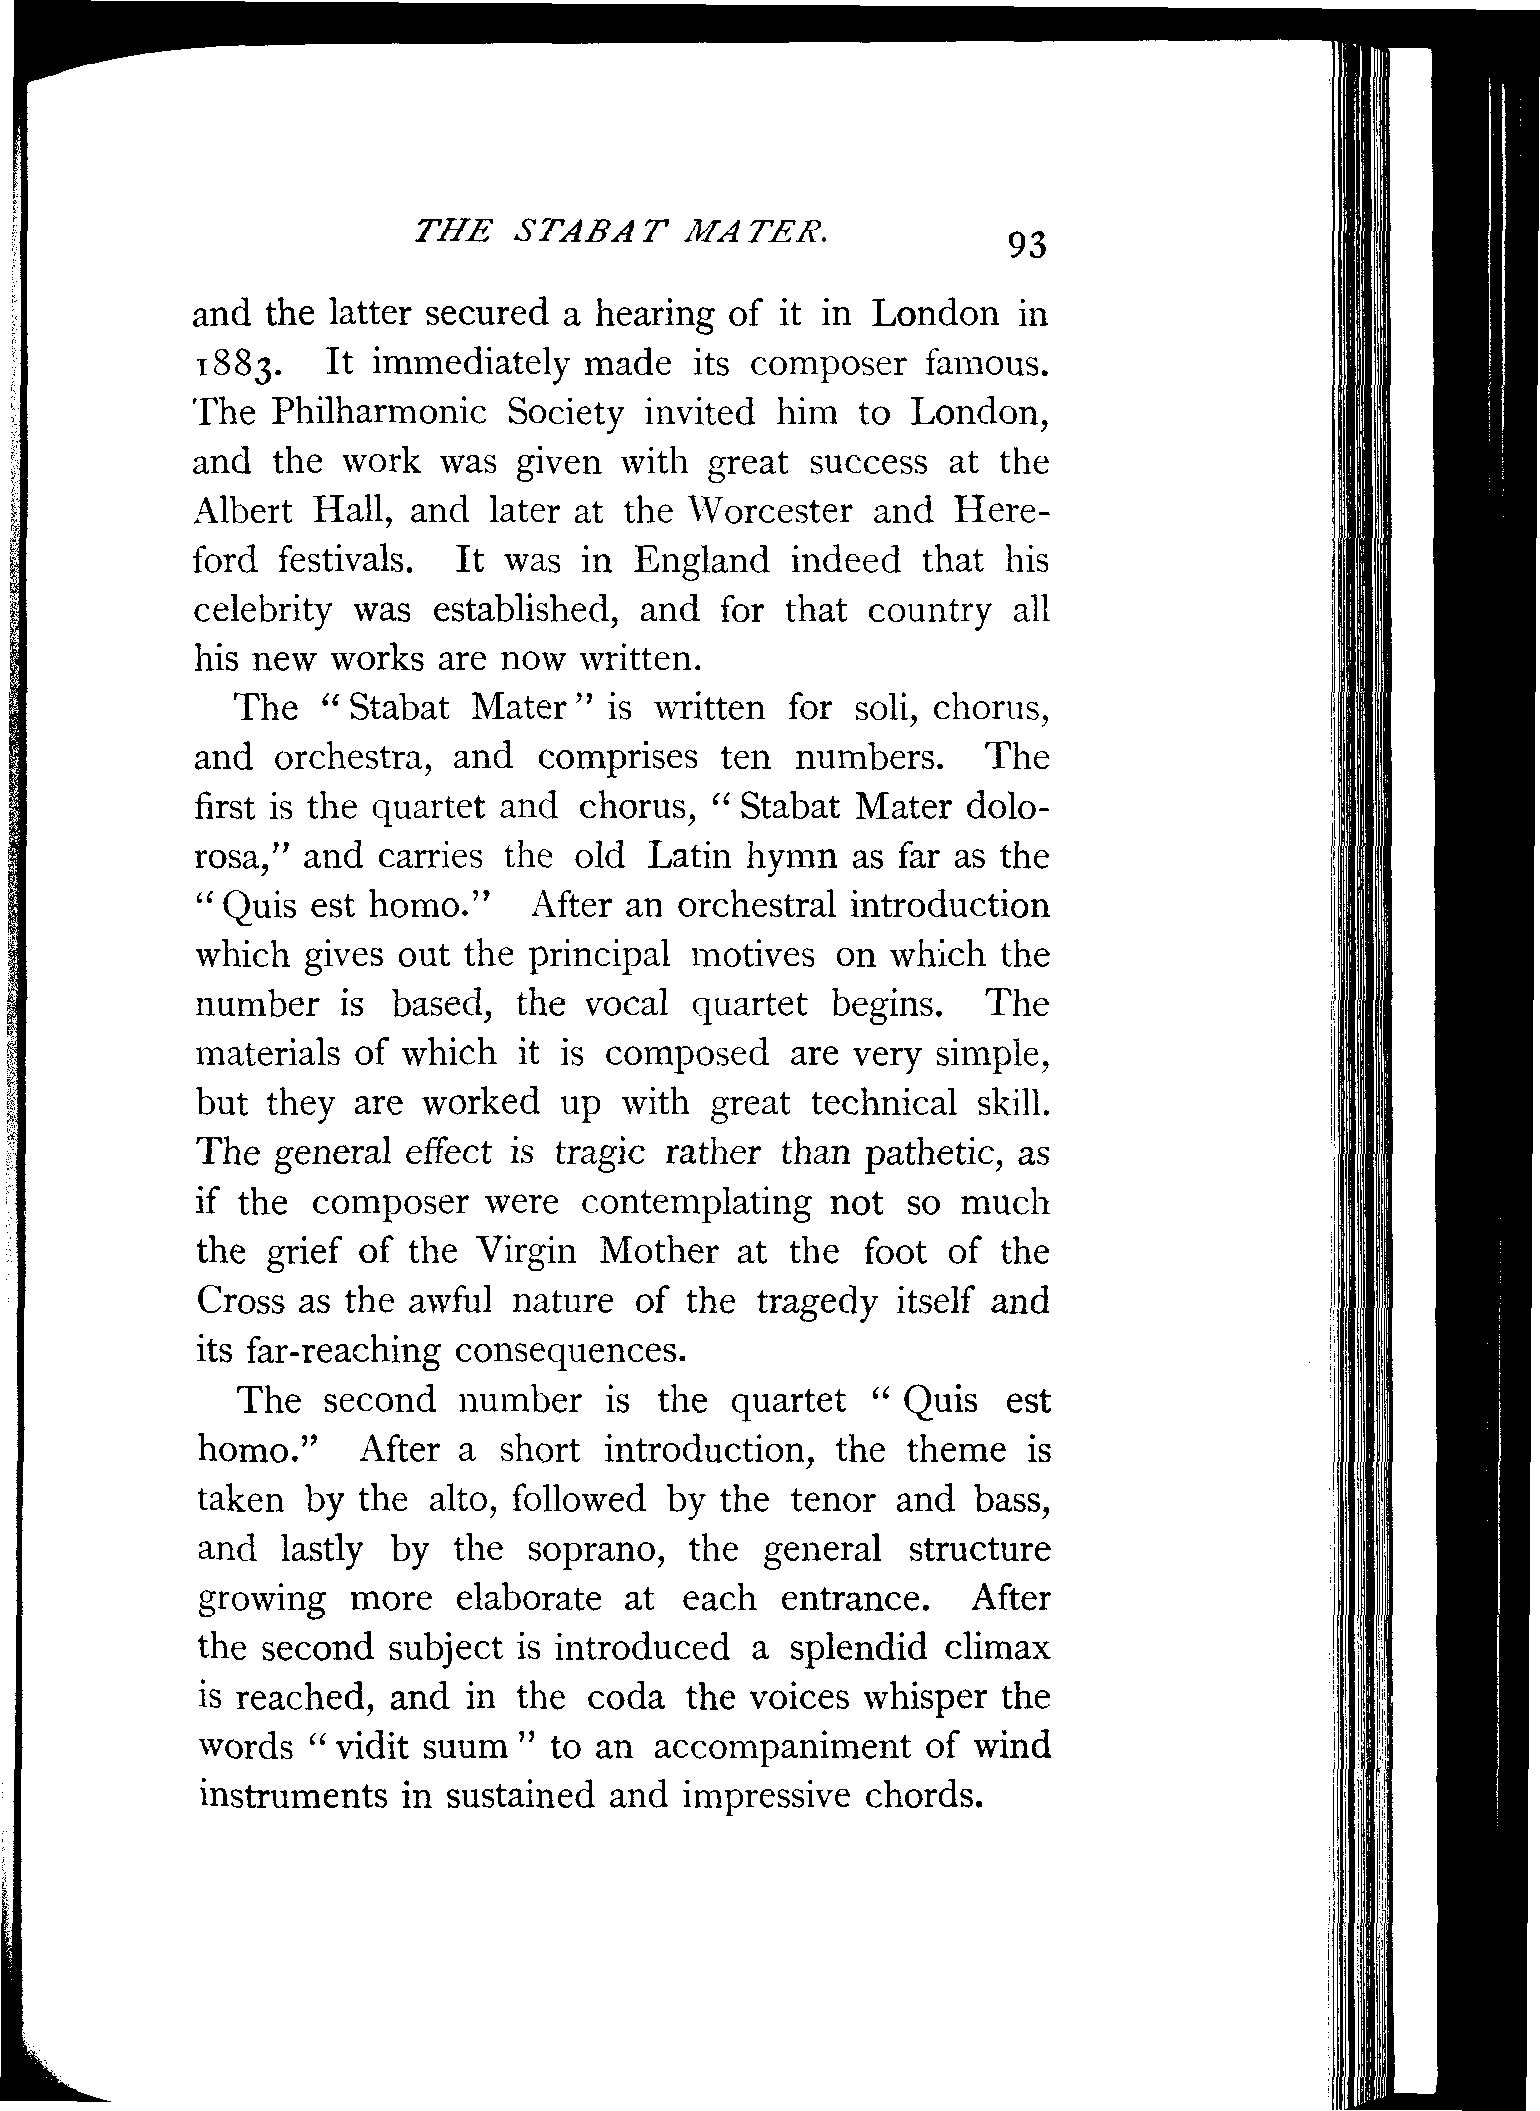 THE STABAT MATER.
93
and the latter secured a hearing of it in London in
1883. It immediately made its composer famous.
The Philharmonic Society invited him to London,
and the work was given with great success at the
Albert Hall, and later at the Worcester and Here-
ford festivals. It was in England indeed that his
celebrity was established, and for that country all
his new works are now written.
The “ Stabat Mater” is written for soli, chorus,
and orchestra, and comprises ten numbers. The
first is the quartet and chorus, “ Stabat Mater dolo-
rosa,” and carries the old Latin hymn as far as the
“ Quis est homo.” After an orchestral introduction
which gives out the principal motives on which the
number is based, the vocal quartet begins. The
materials of which it is composed are very simple,
but they are worked up with great technical skill.
The general effect is tragic rather than pathetic, as
if the composer were contemplating not so much
the grief of the Virgin Mother at the foot of the
Cross as the awful nature of the tragedy itself and
its far-reaching consequences.
The second number is the quartet “ Quis est
homo.” After a short introduction, the theme is
taken by the alto, followed by the tenor and bass,
and lastly by the soprano, the general structure
growing more elaborate at each entrance. After
the second subject is introduced a splendid climax
is reached, and in the coda the voices whisper the
words “ vidit suum ” to an accompaniment of wind
instruments in sustained and impressive chords.